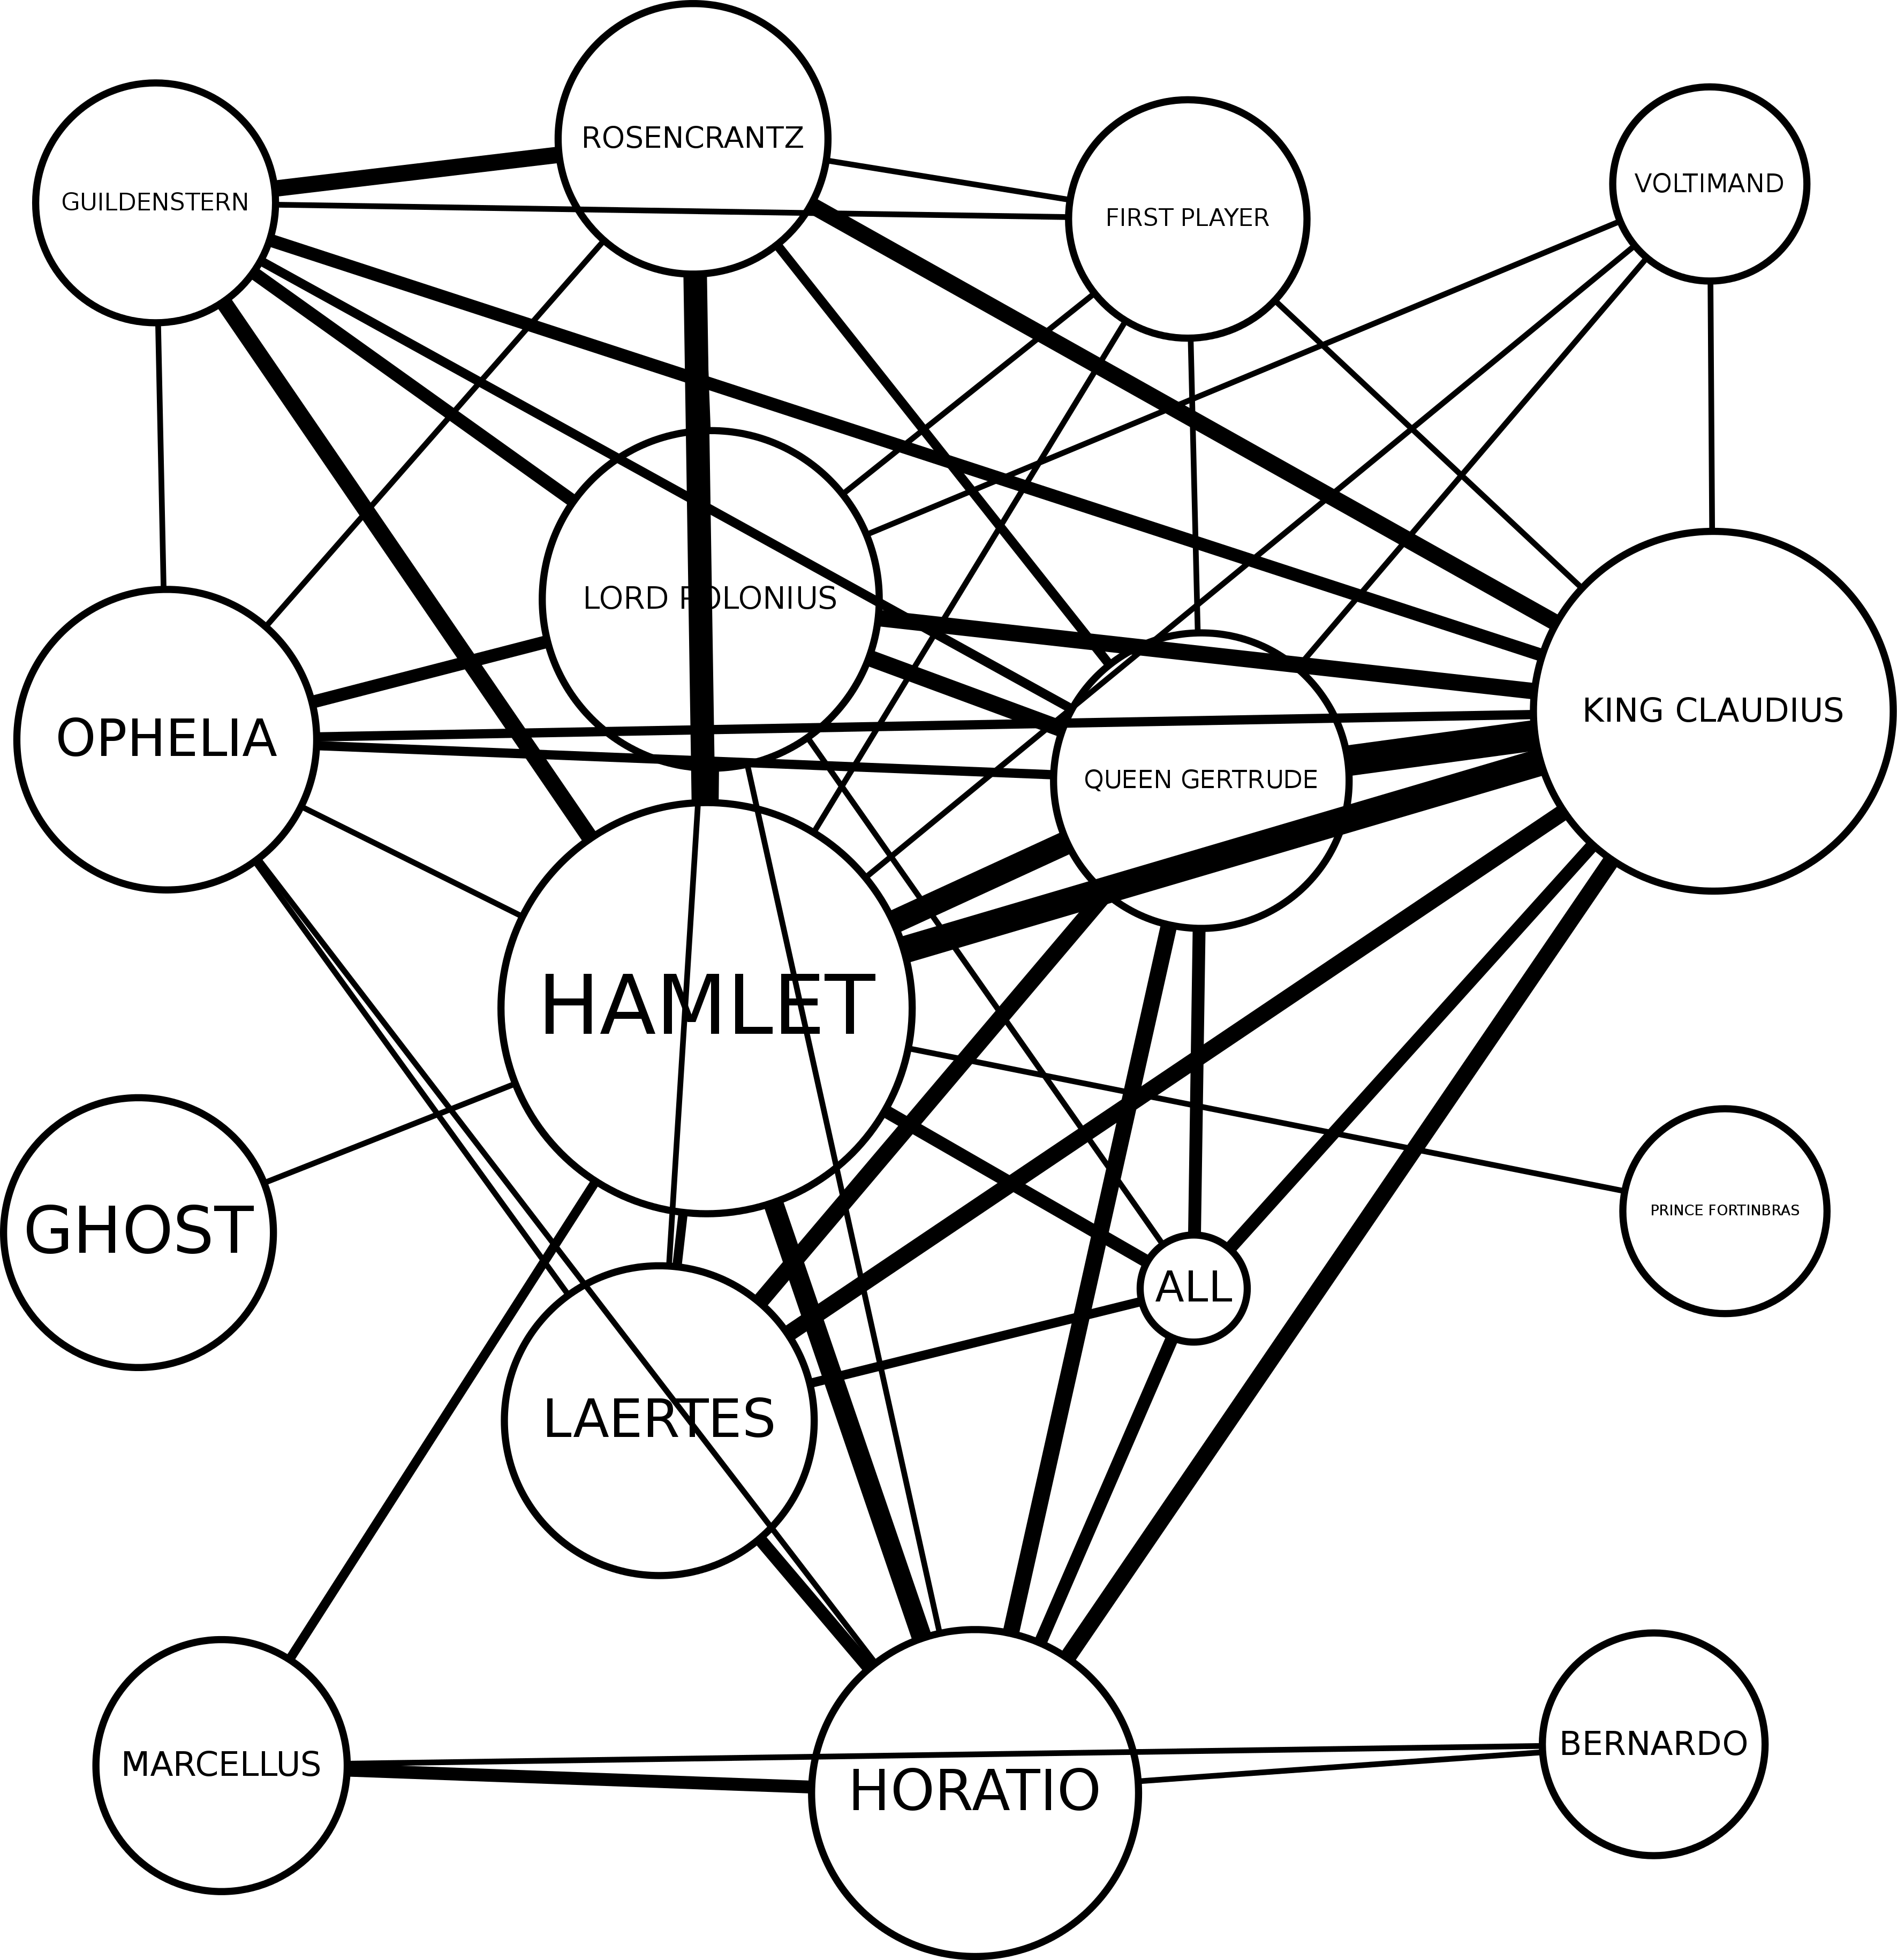 ROSENCRANTZ
VOLTIMAND
GUILDENSTERN
FIRST PLAYER
LORD POLONIUS
KING CLAUDIUS
OPHELIA
QUEEN GERTRUDE
HAMLET
PRINCE FORTINBRAS
GHOST
ALL
LAERTES
BERNARDO
MARCELLUS
HORATIO